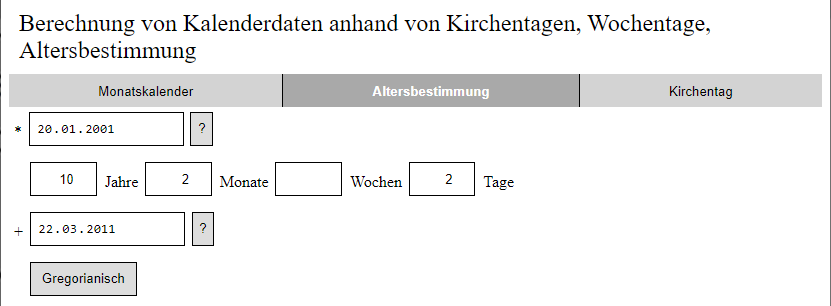 Berechnung von Kalenderdaten anhand von Kirchentagen, Wochentage,
Altersbestimmung
Monatskalender Altersbestimmung Kirchentag
* 20.01.2001 ?
10 Jahre 2 Monate Wochen 2 Tage
+ 22.03.2011 ?
Gregorianisch